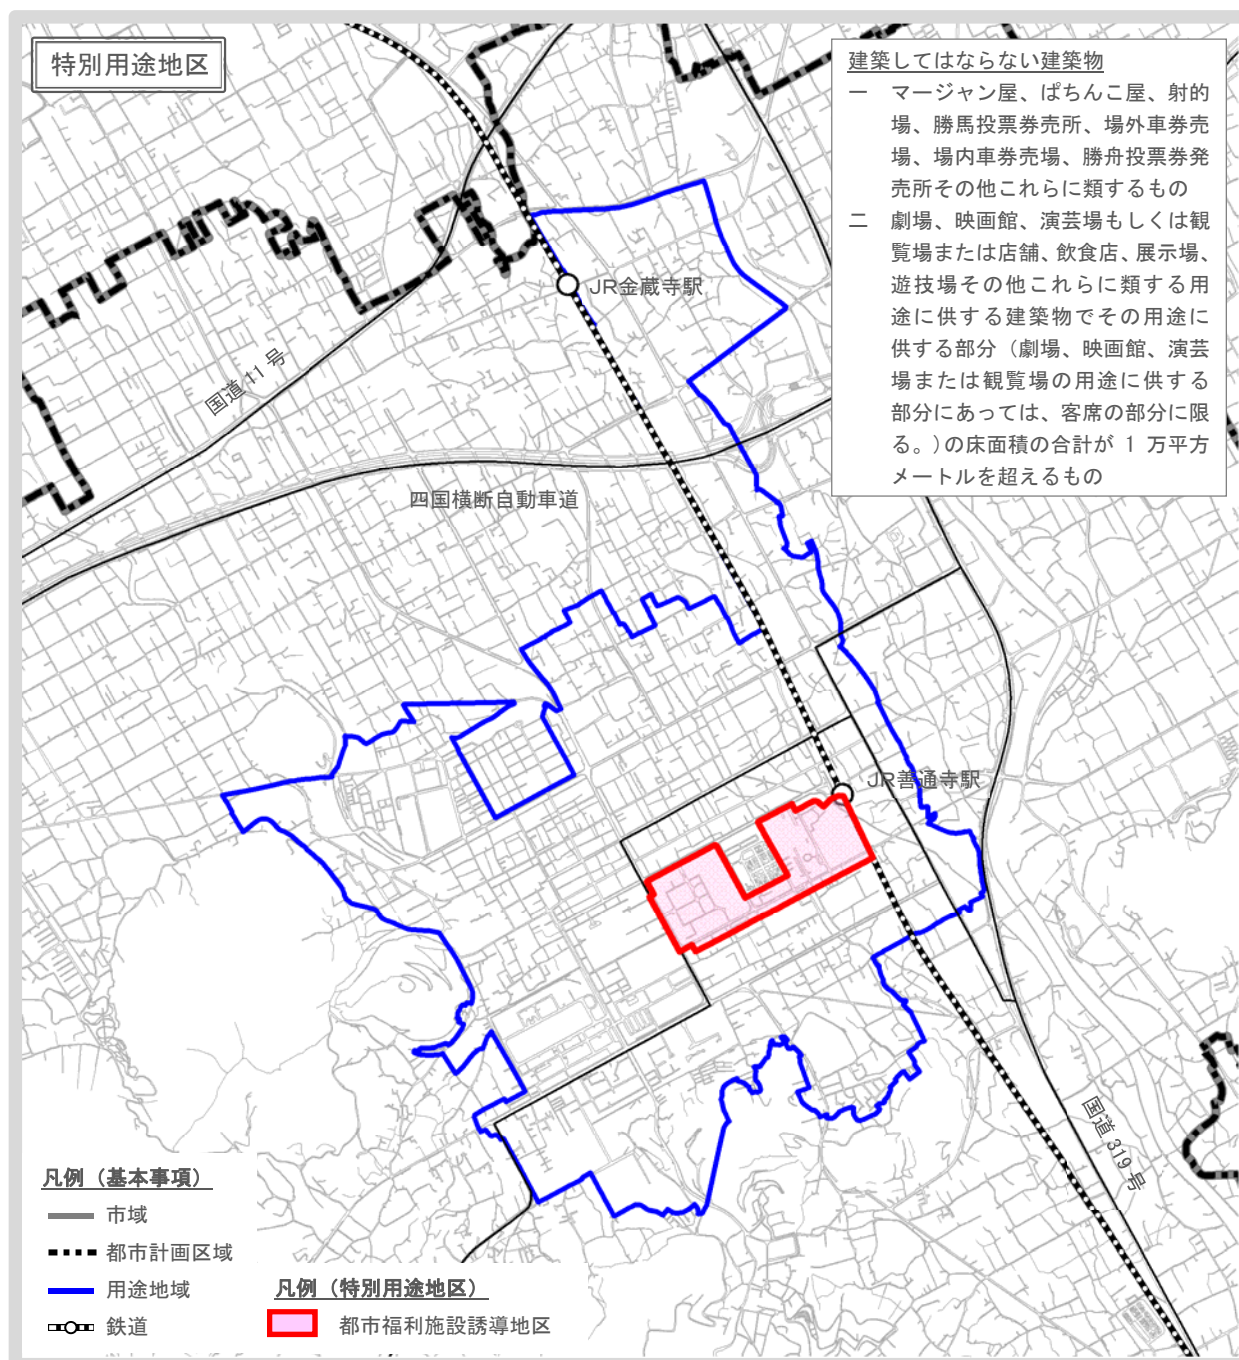 特別用途地区
建築してはならない建築物
一 マージャン屋、ぱちんこ屋、射的
場、勝馬投票券売所、場外車券売
場、場内車券売場、勝舟投票券発
売所その他これらに類するもの
二 劇場、映画館、演芸場もしくは観
覧場または店舗、飲食店、展示場、
遊技場その他これらに類する用
途に供する建築物でその用途に
供する部分（劇場、映画館、演芸
場または観覧場の用途に供する
部分にあっては、客席の部分に限
る。）の床面積の合計が 1 万平方
メートルを超えるもの
JR金蔵寺駅
国道 11 号
四国横断自動車道
JR善通寺駅
国道 319 号
凡例（基本事項）
市域
都市計画区域
用途地域
鉄道
凡例（特別用途地区）
都市福利施設誘導地区